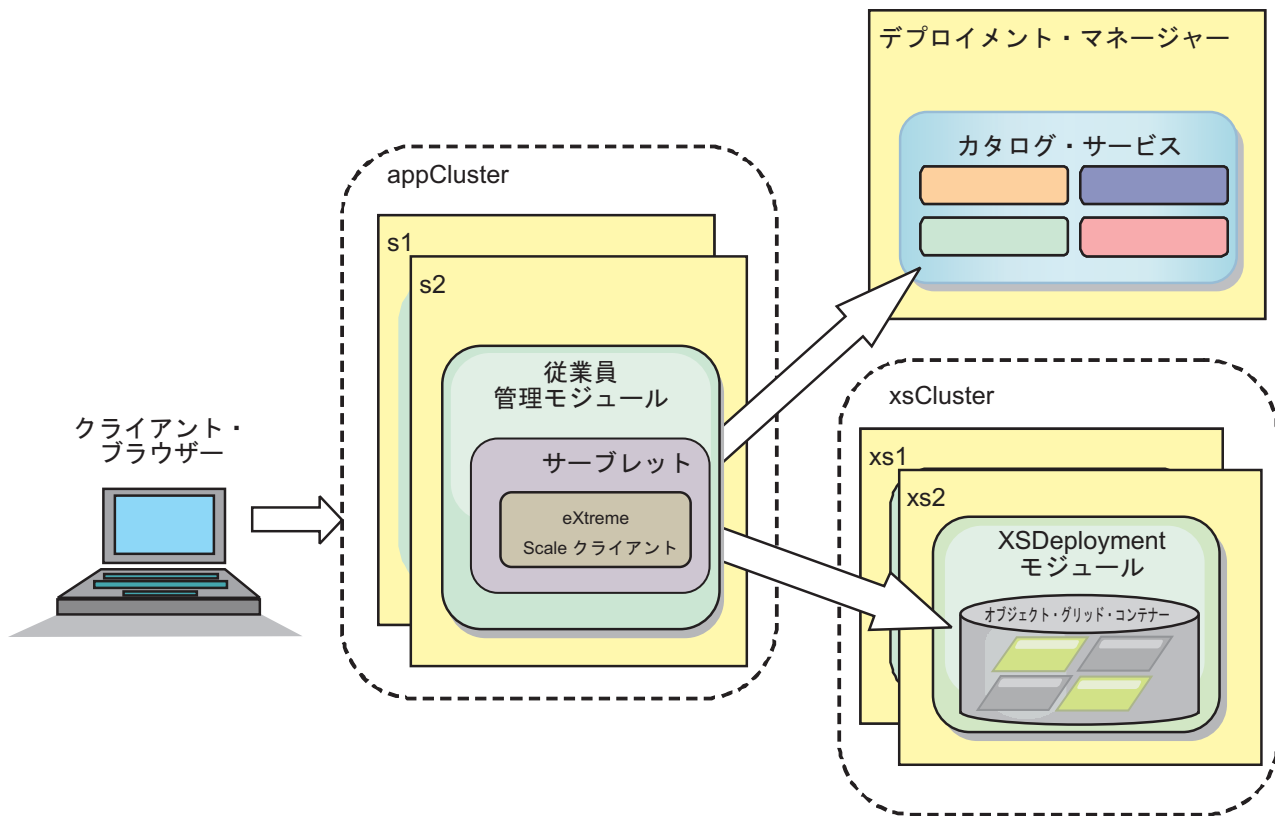 デプロイメント・マネージャー
カタログ・サービス
appCluster
s1
s2
従業員
管理モジュール
サーブレット
eXtreme
Scale クライアント
クライアント・
ブラウザー
xsCluster
xs1
xs2
XSDeployment
モジュール
オブジェクト・グリッド・コンテナー